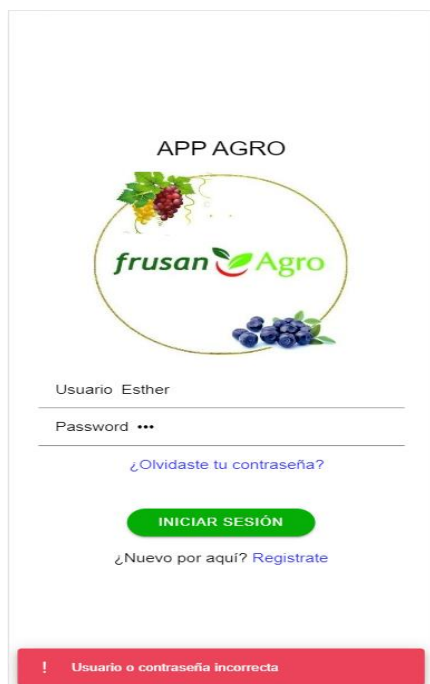 APP AGRO
frusan Agro
Usuario Esther
Password •••
¿Olvidaste tu contraseña?
INICIAR SESIÓN
¿Nuevo por aquí? Registrate
! Usuario o contraseña incorrecta